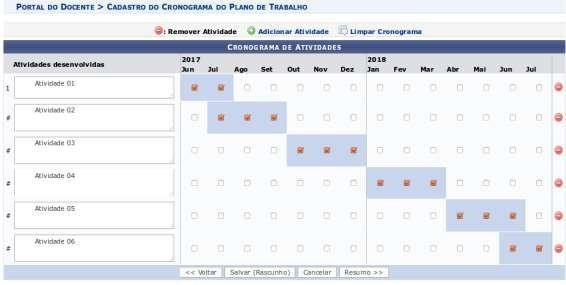 PORTAL DO DOCENTE > CADASTRO DO CRONOGRAMA DO PLANO DE TRABALHO
: Remover Atividade Adicionar Atividade Limpar Cronograma
CRONOGRAMA DE ATIVIDADES
Atividades desenvolvidas
2017 2018
Jun Jul Ago Set Out Nov Dez Jan Fev Mar Abr Mai Jun Jul
1 Atividade 01
# Atividade 02
# Atividade 03
# Atividade 04
# Atividade 05
# Atividade 06
<< Voltar Salvar (Rascunho) Cancelar Resumo >>